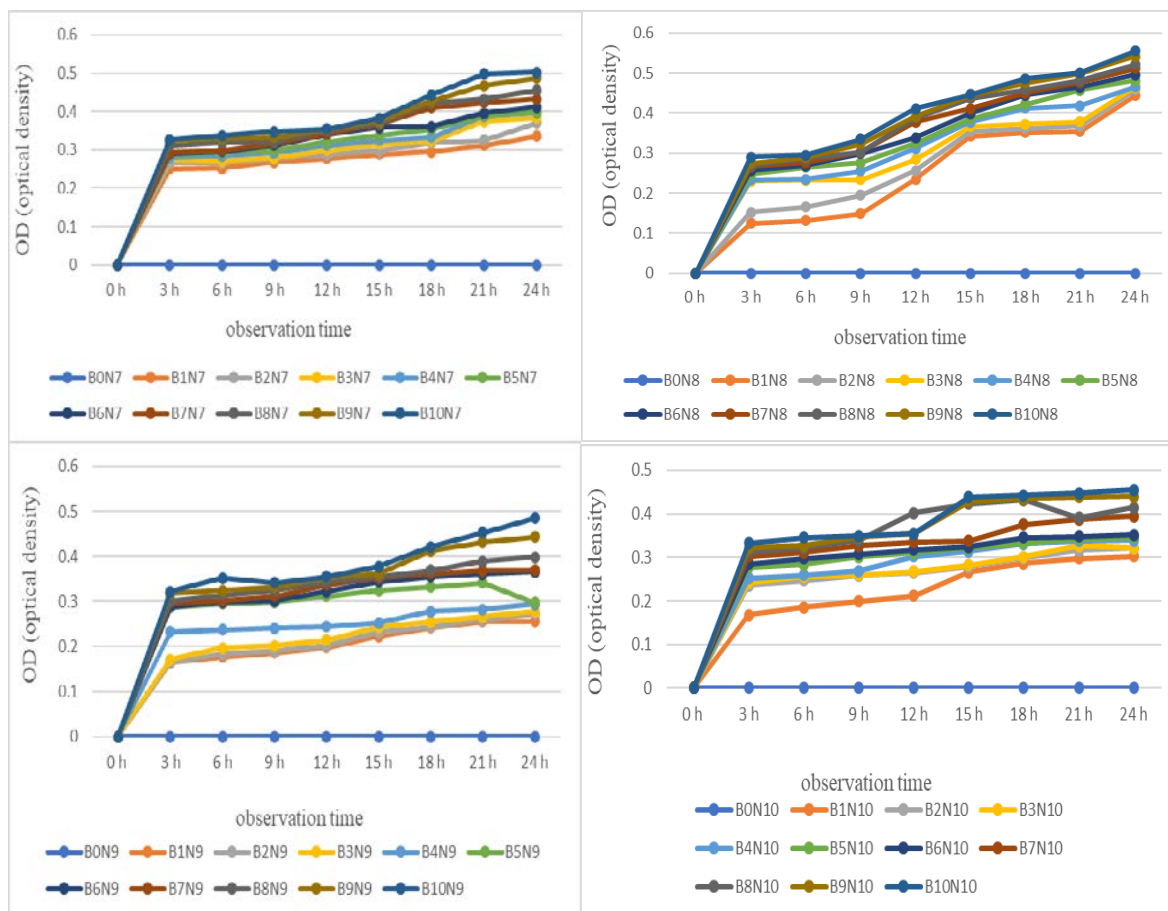 OD (optical density)
0.6
0.5
0.4
0.3
0.2
0.1
0
0 h 3 h 6 h 9 h 12 h 15 h 18 h 21 h 24 h
observation time
B0N7 B1N7 B2N7 B3N7 B4N7 B5N7
B6N7 B7N7 B8N7 B9N7 B10N7
OD (optical density)
0.6
0.5
0.4
0.3
0.2
0.1
0
0 h 3 h 6 h 9 h 12 h 15 h 18 h 21 h 24 h
observation time
B0N8 B1N8 B2N8 B3N8 B4N8 B5N8
B6N8 B7N8 B8N8 B9N8 B10N8
OD (optical density)
0.6
0.5
0.4
0.3
0.2
0.1
0
0 h 3 h 6 h 9 h 12 h 15 h 18 h 21 h 24 h
observation time
B0N9 B1N9 B2N9 B3N9 B4N9 B5N9
B6N9 B7N9 B8N9 B9N9 B10N9
OD (optical density)
0.5
0.4
0.3
0.2
0.1
0
0 h 3 h 6 h 9 h 12 h 15 h 18 h 21 h 24 h
observation time
B0N10 B1N10 B2N10 B3N10
B4N10 B5N10 B6N10 B7N10
B8N10 B9N10 B10N10